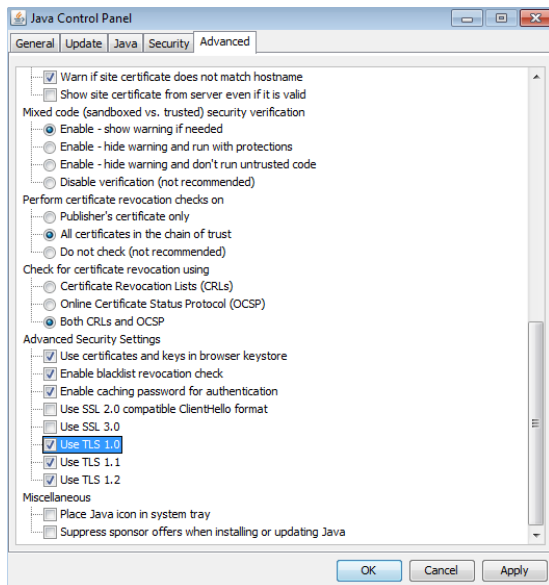 Java Control Panel
General Update Java Security Advanced
Warn if site certificate does not match hostname
Show site certificate from server even if it is valid
Mixed code (sandboxed vs. trusted) security verification
Enable - show warning if needed
Enable - hide warning and run with protections
Enable - hide warning and don't run untrusted code
Disable verification (not recommended)
Perform certificate revocation checks on
Publisher's certificate only
All certificates in the chain of trust
Do not check (not recommended)
Check for certificate revocation using
Certificate Revocation Lists (CRLs)
Online Certificate Status Protocol (OCSP)
Both CRLs and OCSP
Advanced Security Settings
Use certificates and keys in browser keystore
Enable blacklist revocation check
Enable caching password for authentication
Use SSL 2.0 compatible ClientHello format
Use SSL 3.0
Use TLS 1.0
Use TLS 1.1
Use TLS 1.2
Miscellaneous
Place Java icon in system tray
Suppress sponsor offers when installing or updating Java
OK Cancel Apply